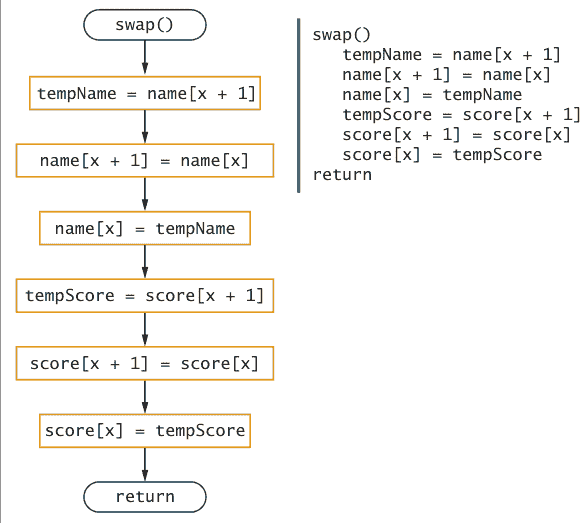 swap()
tempName = name[x + 1]
name[x + 1] = name[x]
name[x] = tempName
tempScore = score[x + 1]
score[x + 1] = score[x]
score[x] = tempScore
return
swap()
tempName = name[x + 1]
name[x + 1] = name[x]
name[x] = tempName
tempScore = score[x + 1]
score[x + 1] = score[x]
score[x] = tempScore
return